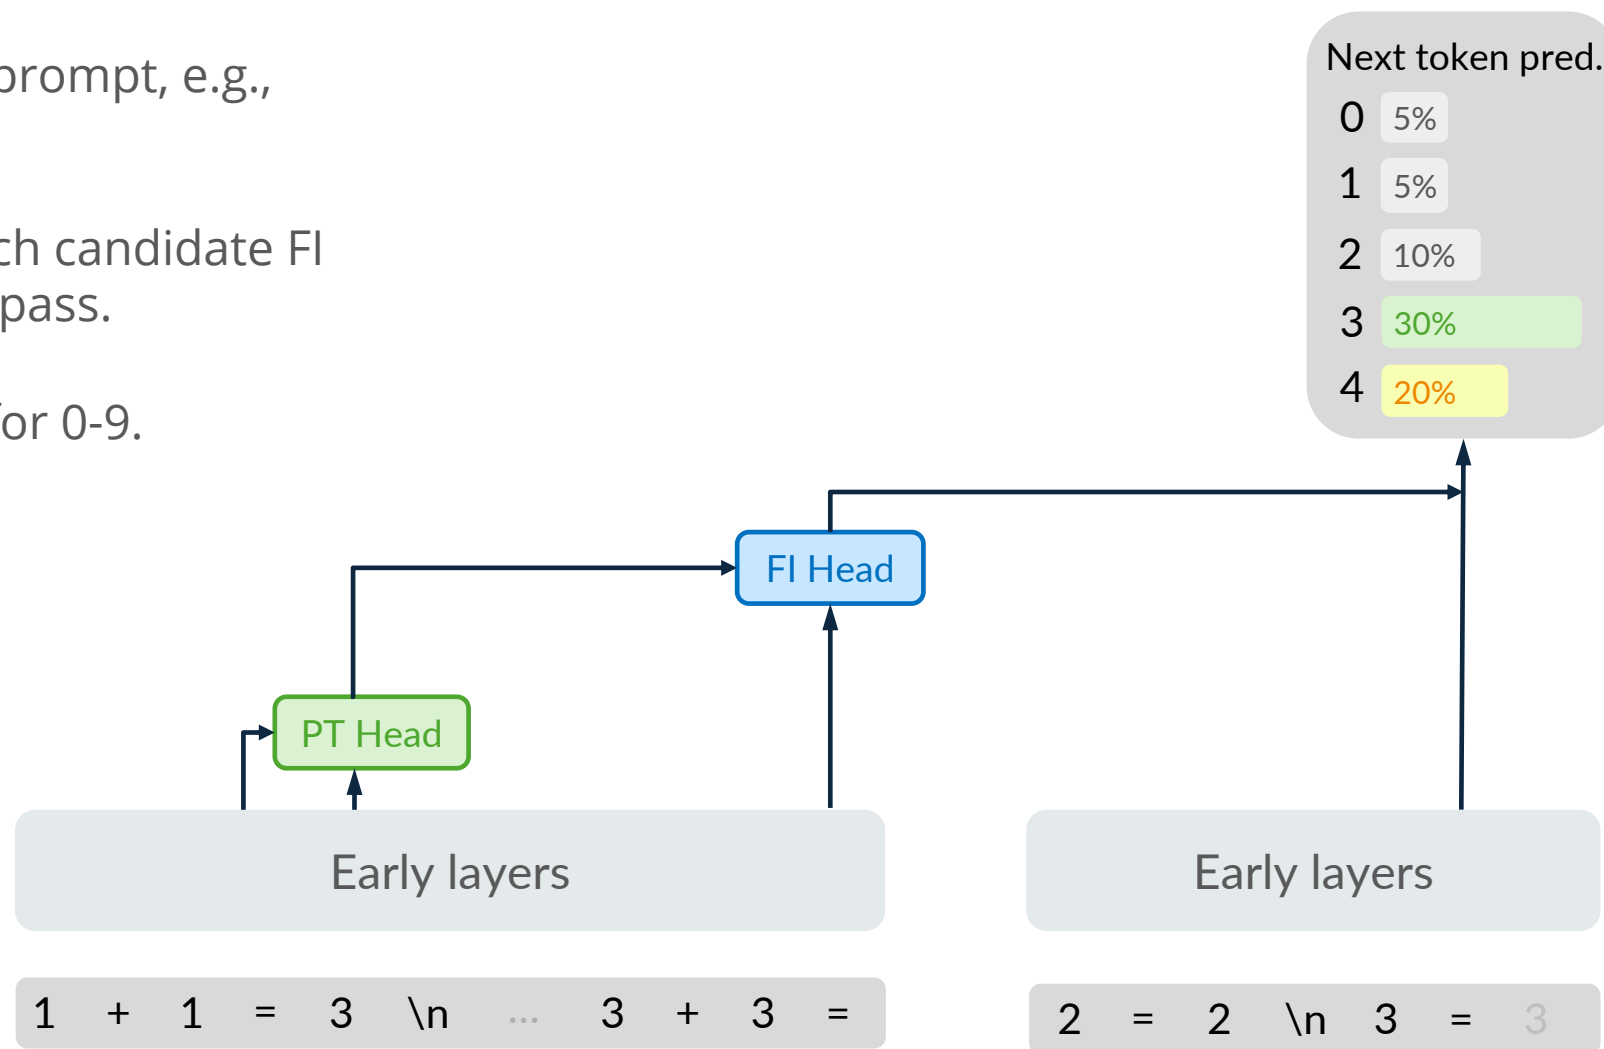 prompt, e.g.,
candidate FI
pass.
for 0-9.
Next token pred.
0 5%
1 5%
2 10%
3 30%
4 20%
FI Head
PT Head
Early layers
Early layers
1 + 1 = 3 \n ... 3 + 3 =
2 = 2 \n 3 = 3